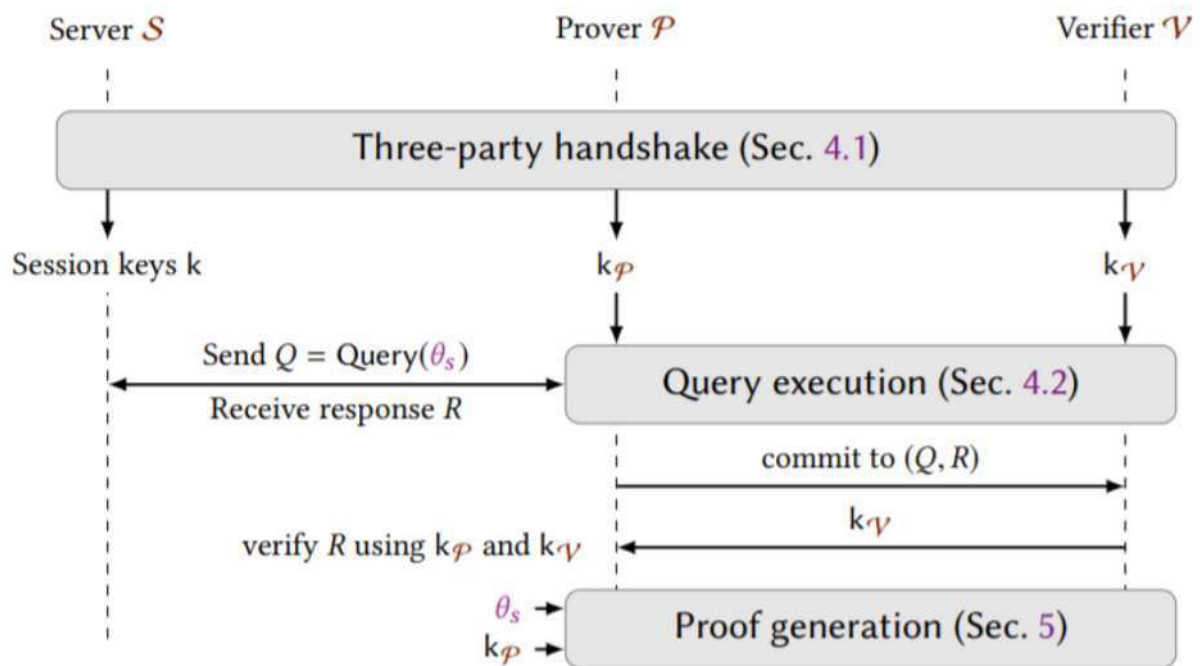 Server 𝒮 Prover 𝒫 Verifier 𝒱
Three-party handshake (Sec. 4.1)
Session keys k k𝒫 k𝒱
Send Q = Query(θₛ)
Receive response R
Query execution (Sec. 4.2)
commit to (Q, R)
k𝒱
verify R using k𝒫 and k𝒱
θₛ
k𝒫
Proof generation (Sec. 5)